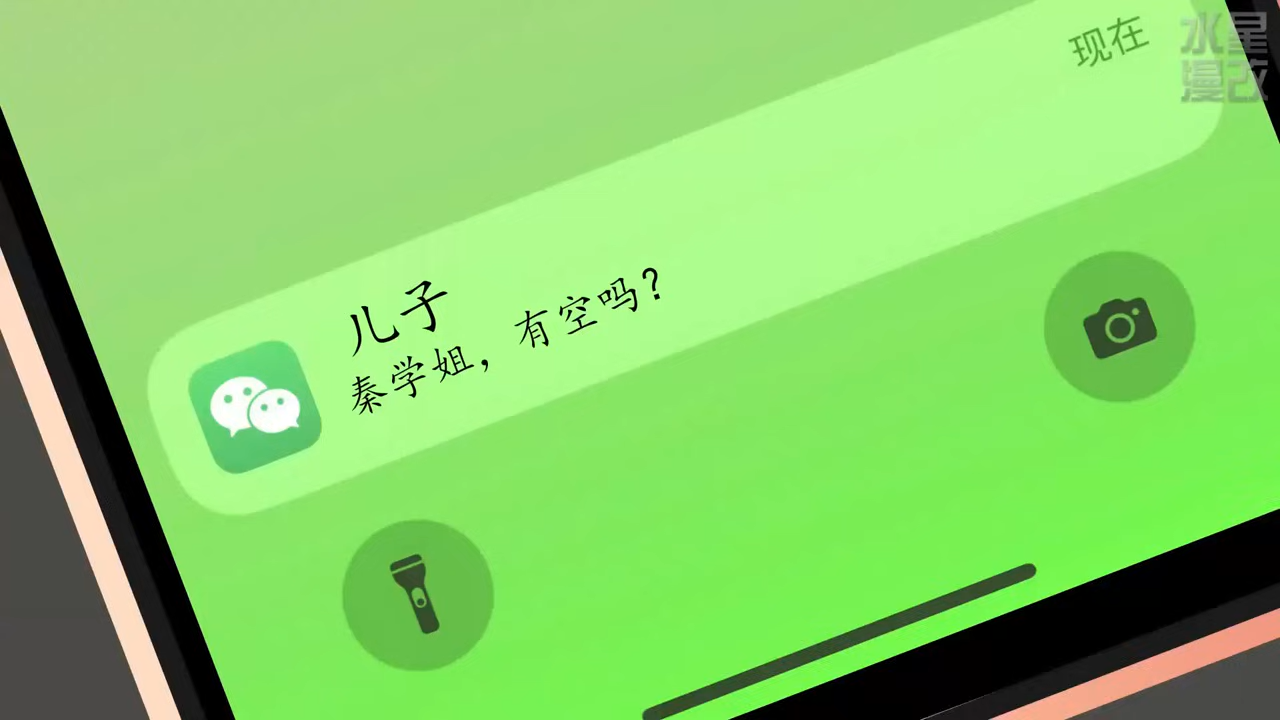 水星
漫改
现在
儿子
秦学姐，有空吗？